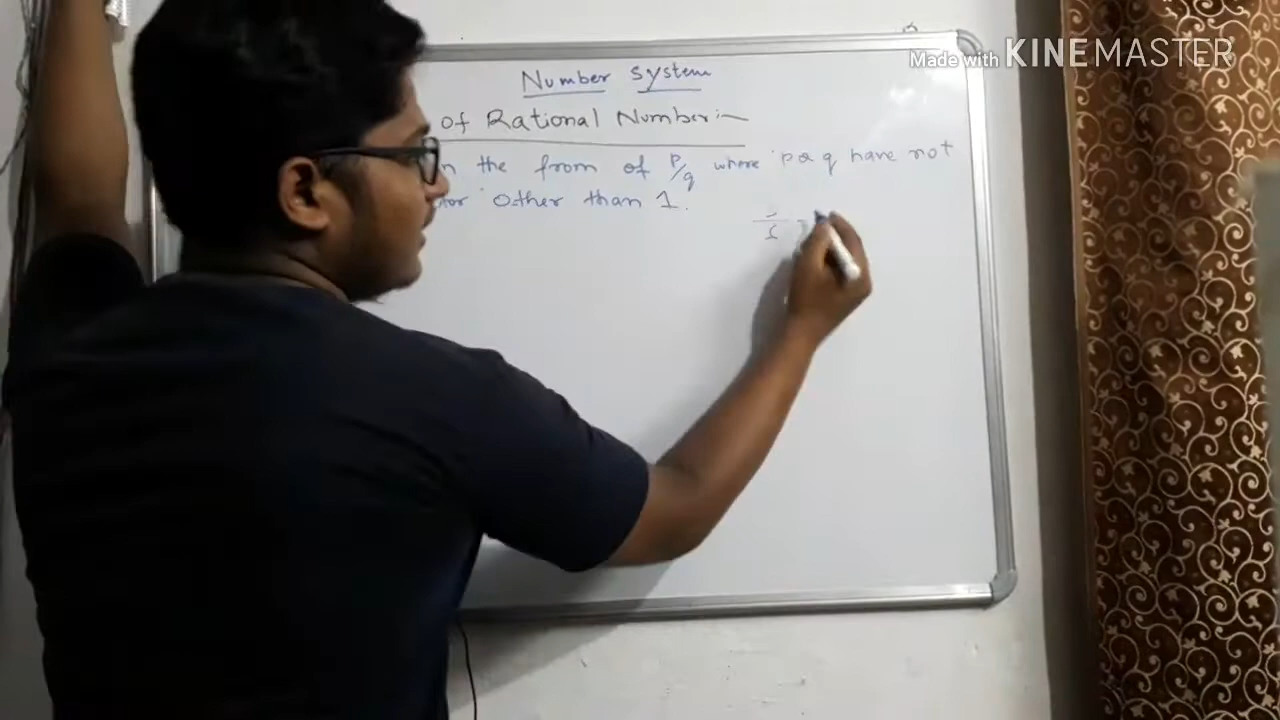 Made with KINEMASTER
Number system
of Rational Number:-
the from of P/q where p & q have not
Other than 1.